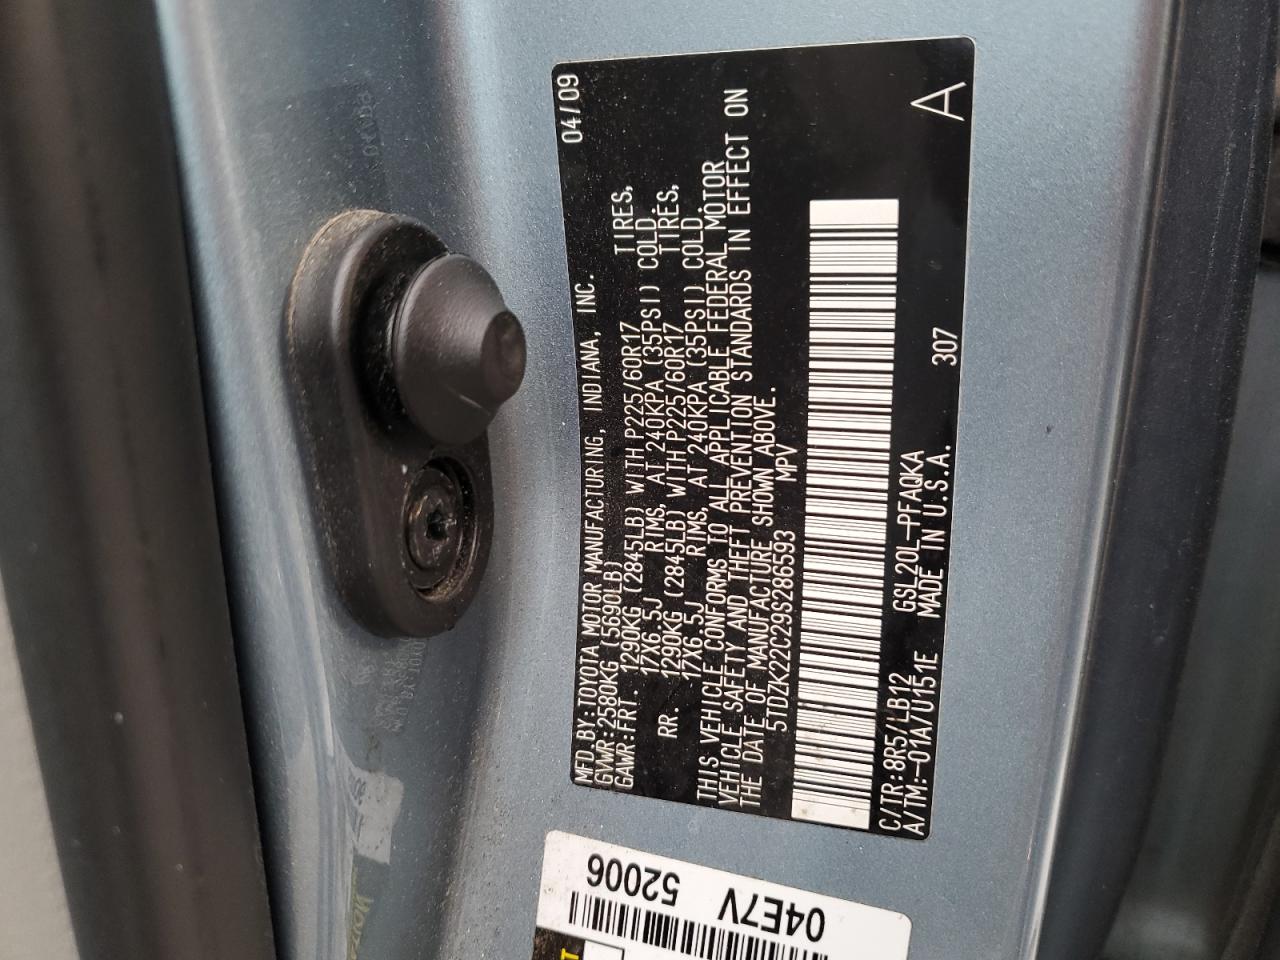 MFD.BY:TOYOTA MOTOR MANUFACTURING, INDIANA, INC. 04/09
GVWR:2580KG (5690LB)
GAWR:FRT. 1290KG (2845LB) WITH P225/60R17 TIRES,
17X6.5J RIMS, AT 240KPA (35PSI) COLD.
RR. 1290KG (2845LB) WITH P225/60R17 TIRES,
17X6.5J RIMS, AT 240KPA (35PSI) COLD.
THIS VEHICLE CONFORMS TO ALL APPLICABLE FEDERAL MOTOR
VEHICLE SAFETY AND THEFT PREVENTION STANDARDS IN EFFECT ON
THE DATE OF MANUFACTURE SHOWN ABOVE.
5TDZK22C29S286593 MPV
C/TR:8R5/LB12 GSL20L-PFAQKA 307 A
A/TM:-01A/U151E MADE IN U.S.A.
52006
04E7V